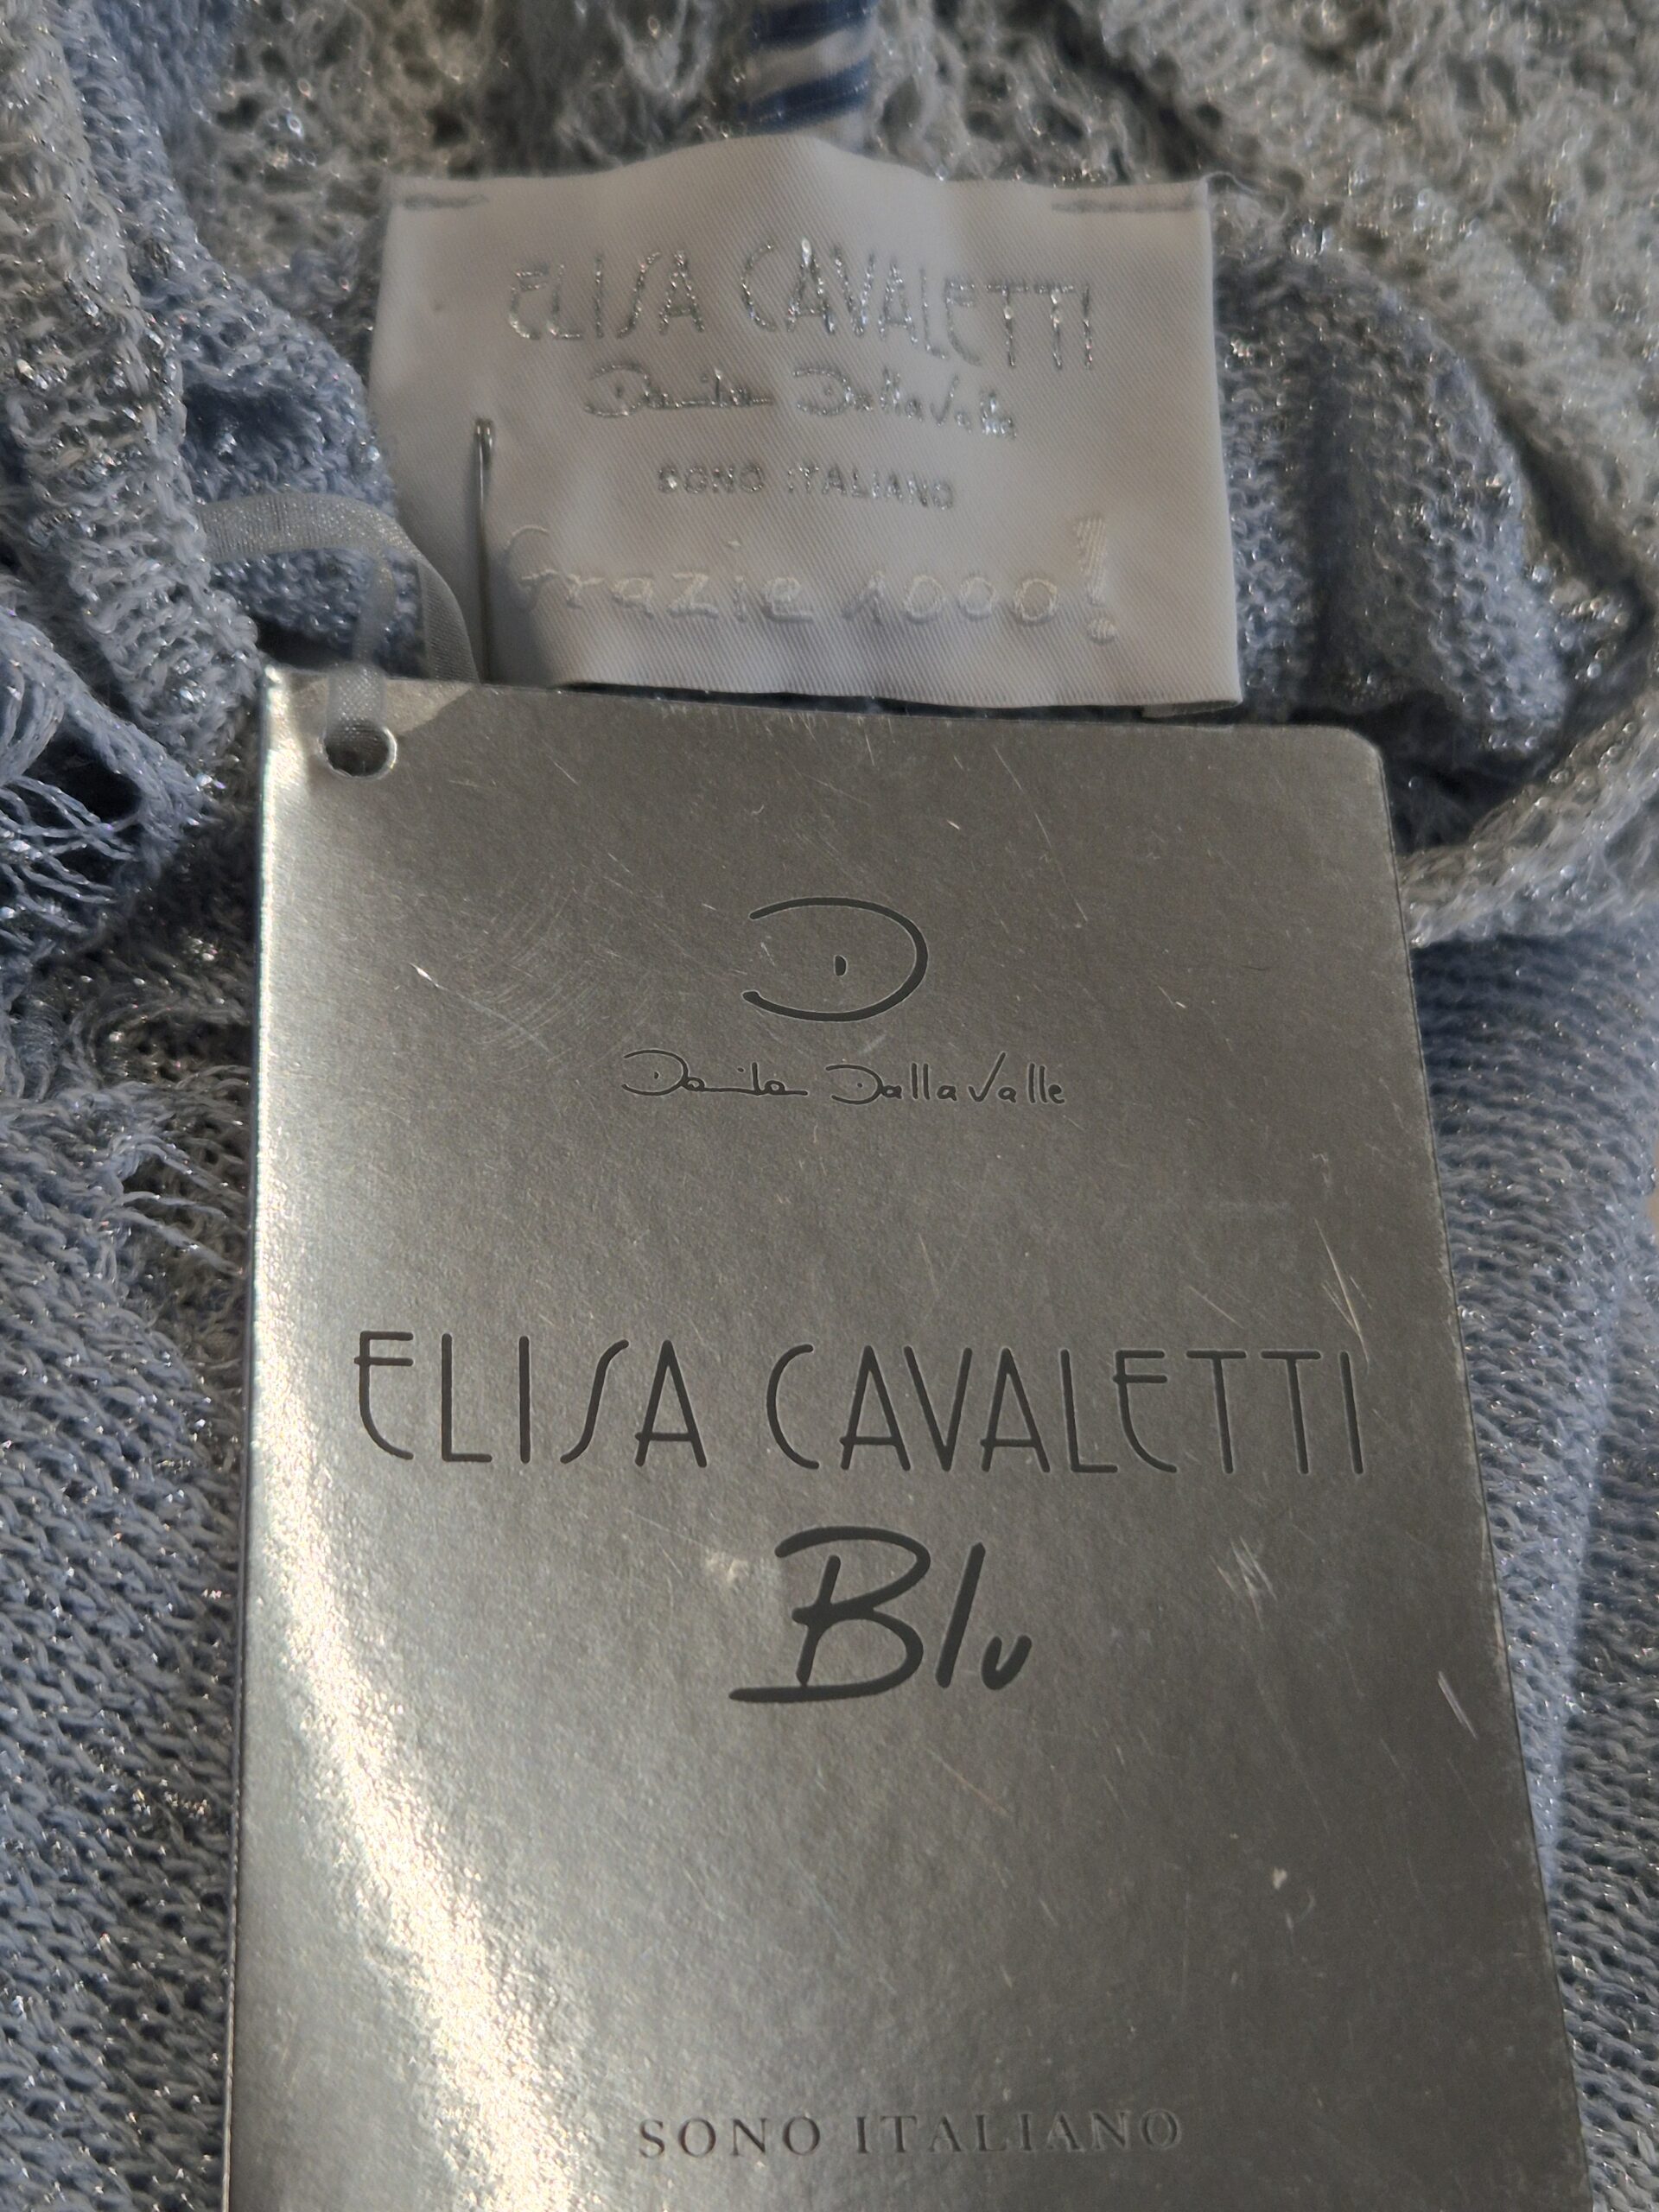 ELISA CAVALETTI
Daniela DallaValle
SONO ITALIANO
Grazie 1000!
D
Daniela DallaValle
ELISA CAVALETTI
Blu
SONO ITALIANO